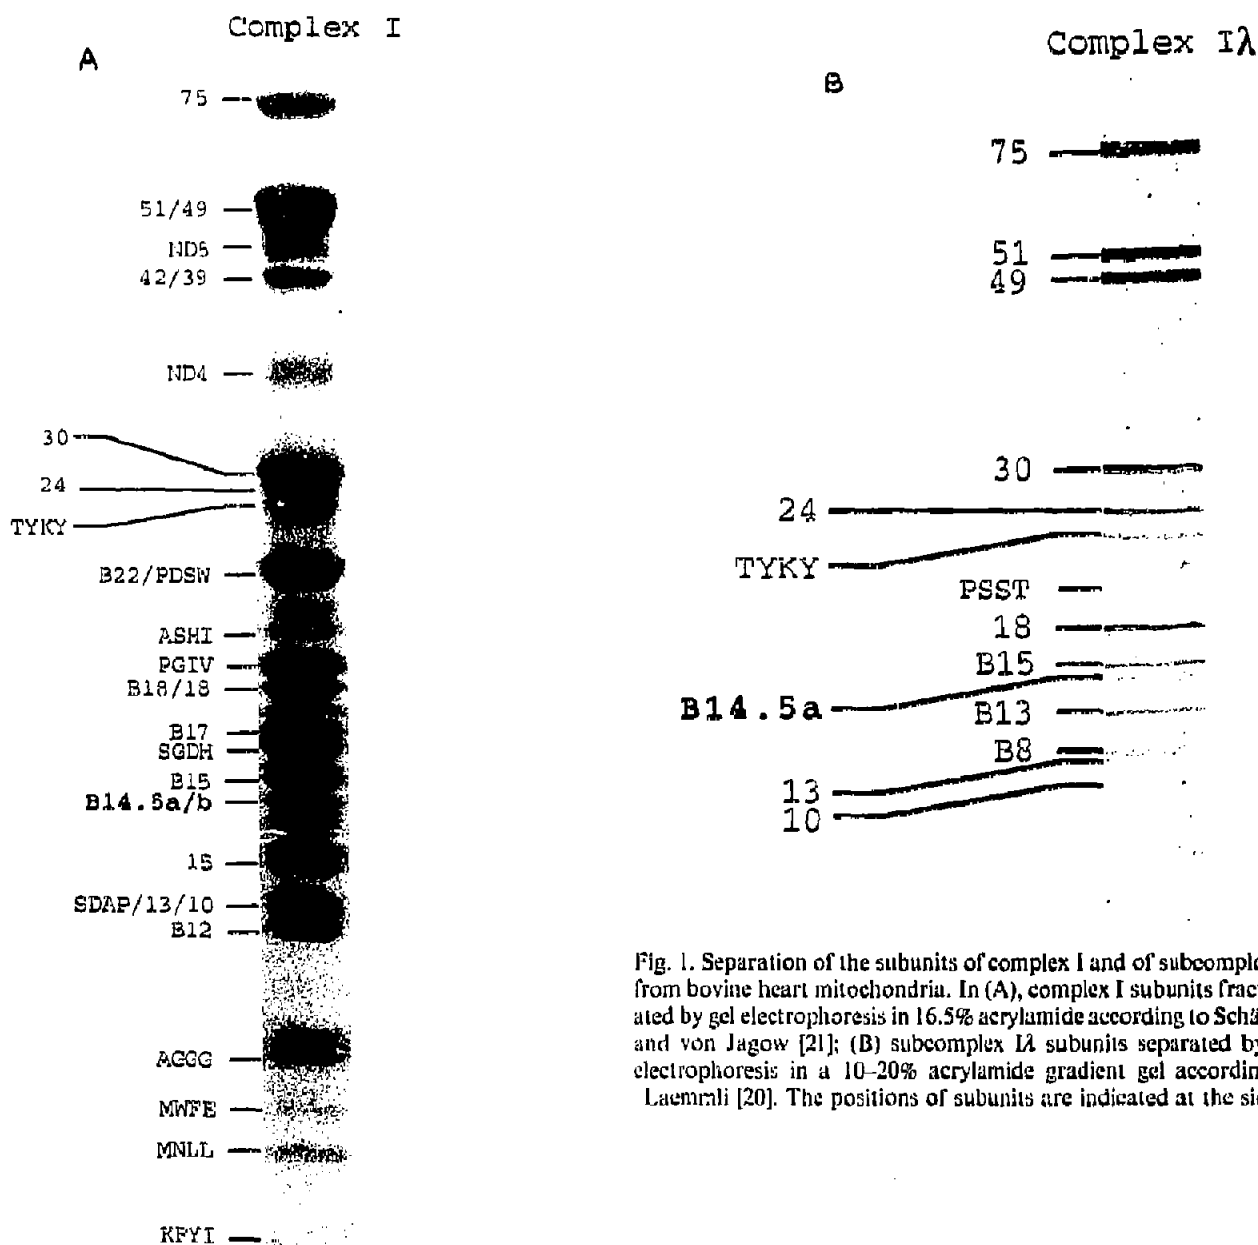 Complex I
A
75
51/49
ND5
42/39
ND4
30
24
TYKY
B22/PDSW
ASHI
PGIV
B18/18
B17
SGDH
B15
B14.5a/b
15
SDAP/13/10
B12
AGGG
MWFE
MNLL
KFYI
Complex Iλ
B
75
51
49
30
24
TYKY
PSST
18
B15
B14.5a
B13
B8
13
10
Fig. 1. Separation of the subunits of complex I and of subcomple
from bovine heart mitochondria. In (A), complex I subunits frac
ated by gel electrophoresis in 16.5% acrylamide according to Schä
and von Jagow [21]; (B) subcomplex Iλ subunits separated by
electrophoresis in a 10–20% acrylamide gradient gel accordin
Laemmli [20]. The positions of subunits are indicated at the si